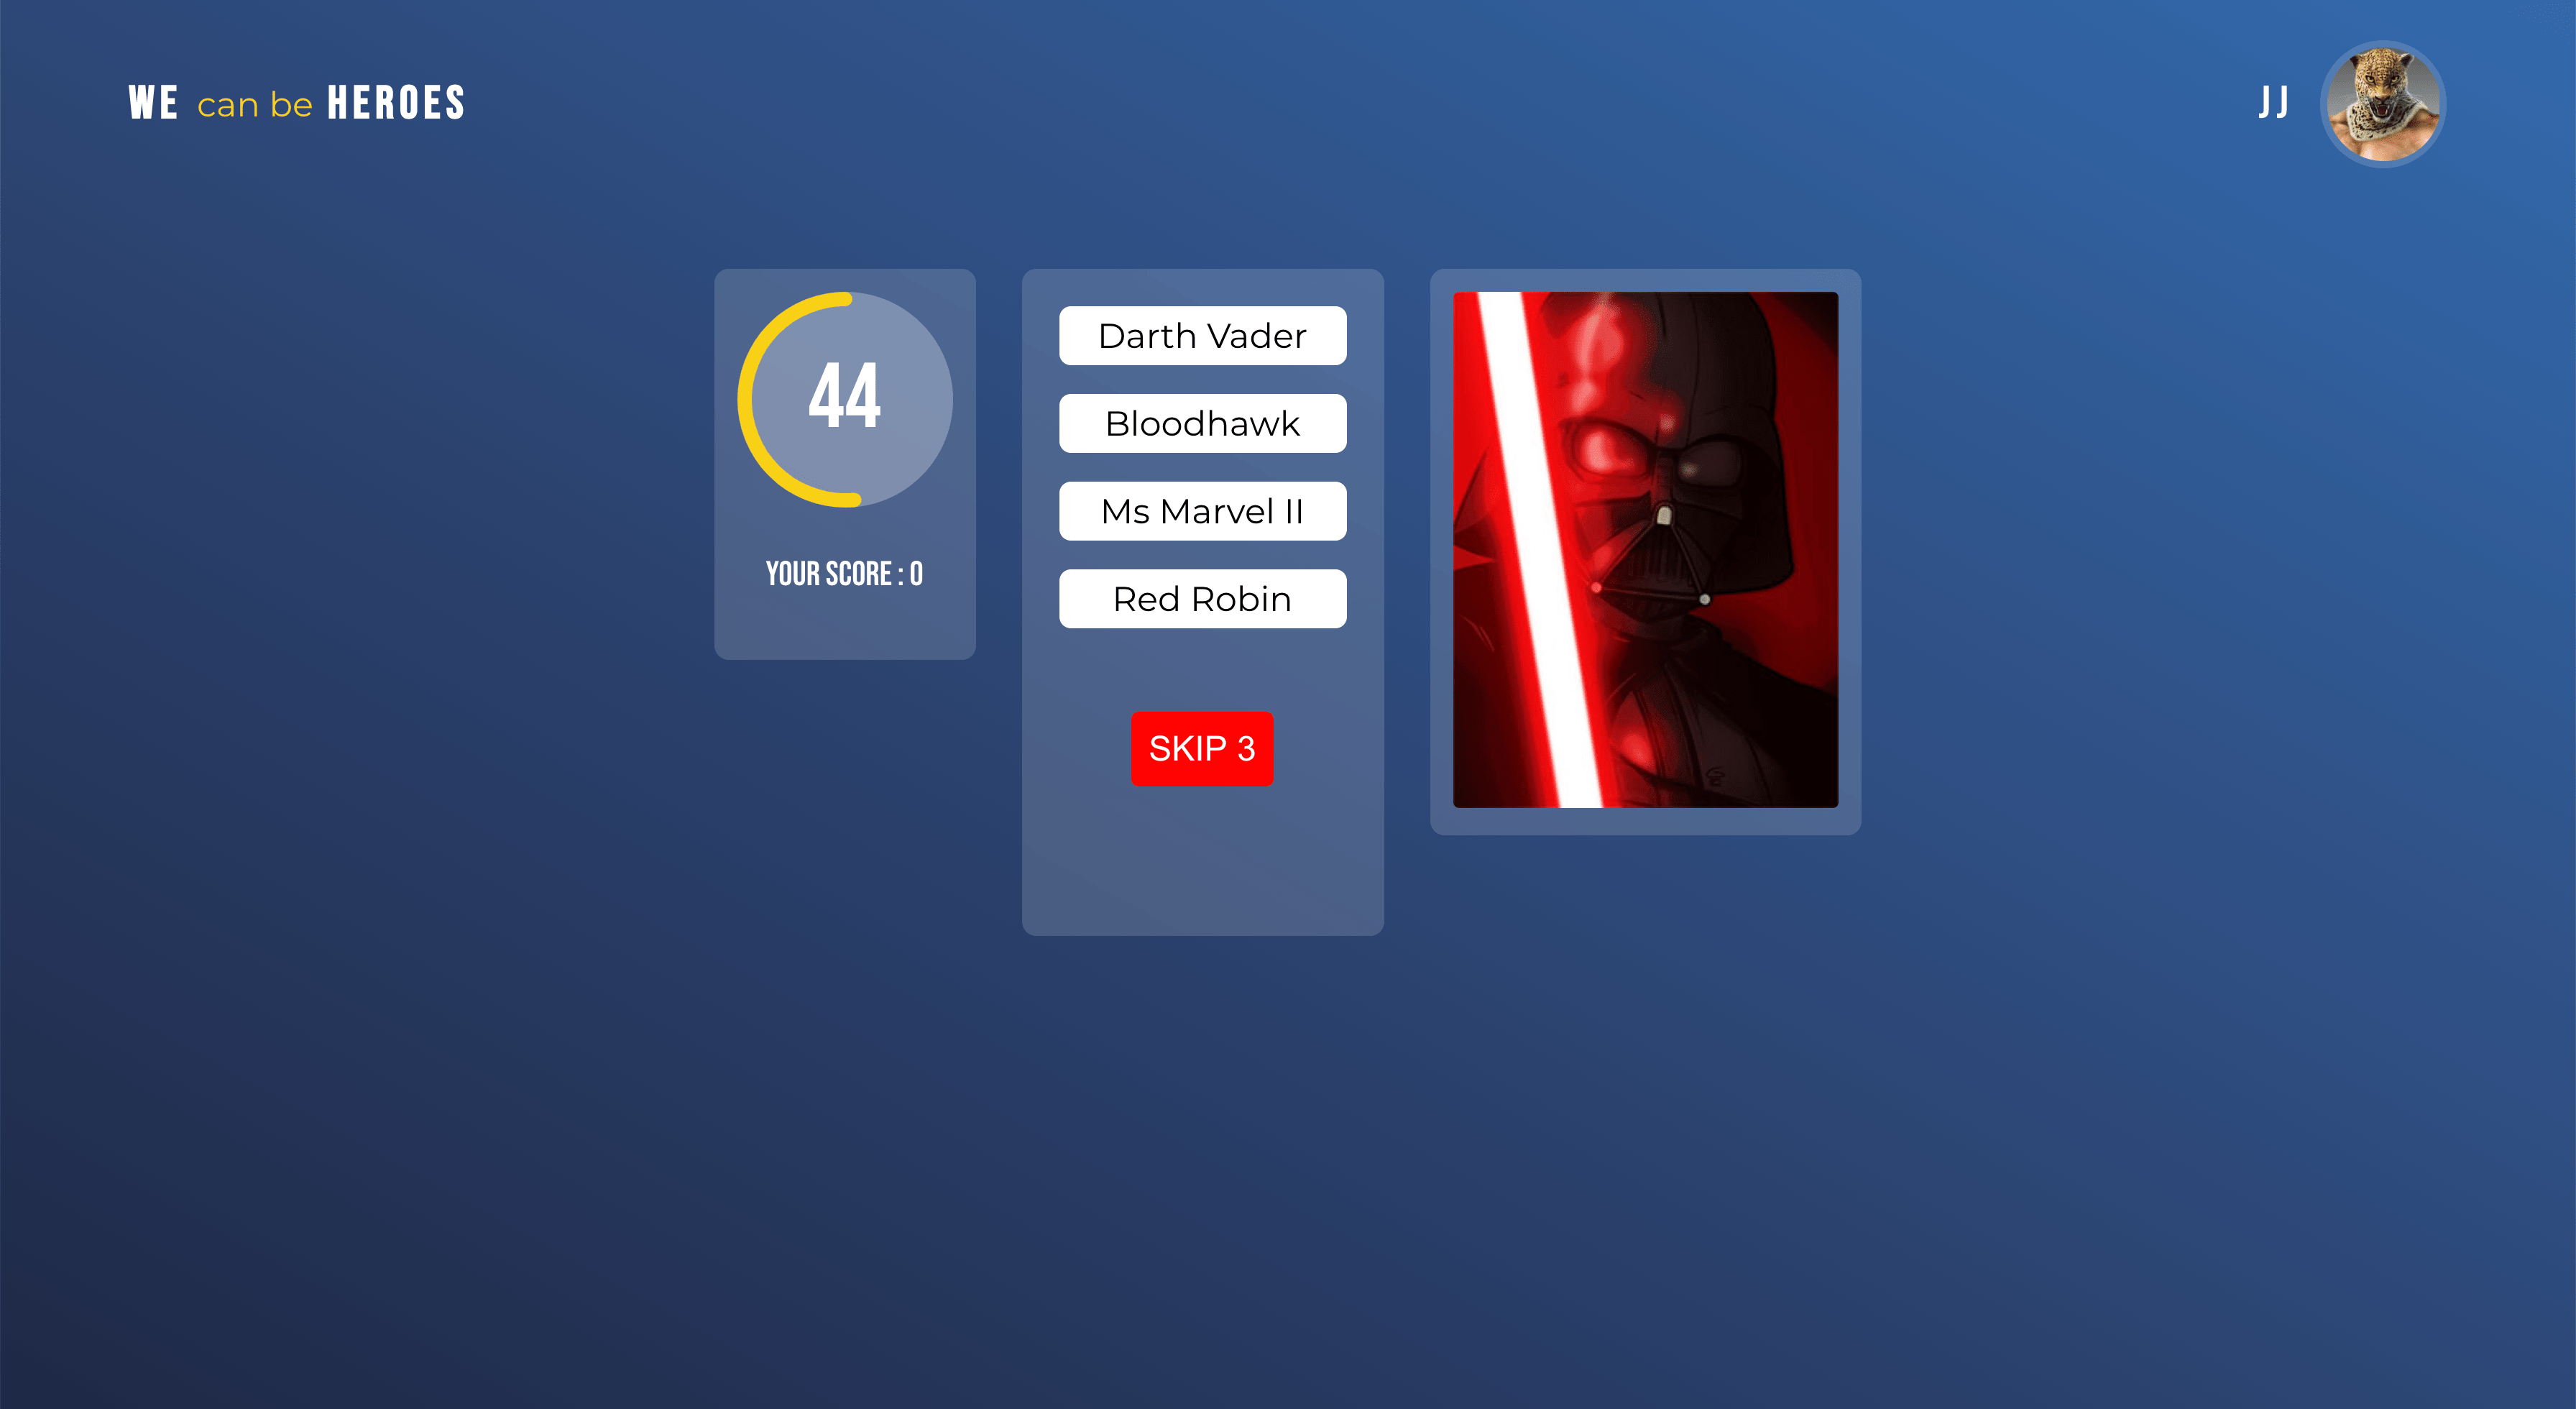 WE can be HEROES
JJ
44
YOUR SCORE : 0
Darth Vader
Bloodhawk
Ms Marvel II
Red Robin
SKIP 3